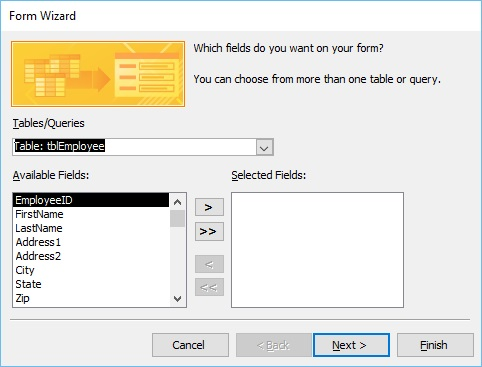 Form Wizard
Which fields do you want on your form?
You can choose from more than one table or query.
Tables/Queries
Table: tblEmployee
Available Fields:
Selected Fields:
EmployeeID
FirstName
LastName
Address1
Address2
City
State
Zip
>
>>
<
<<
Cancel
< Back
Next >
Finish